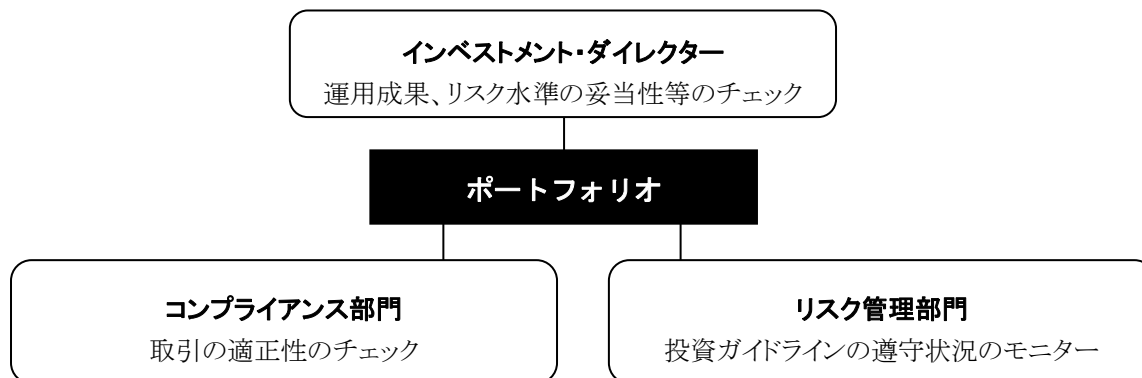 インベストメント・ダイレクター
運用成果、リスク水準の妥当性等のチェック
ポートフォリオ
コンプライアンス部門
取引の適正性のチェック
リスク管理部門
投資ガイドラインの遵守状況のモニター